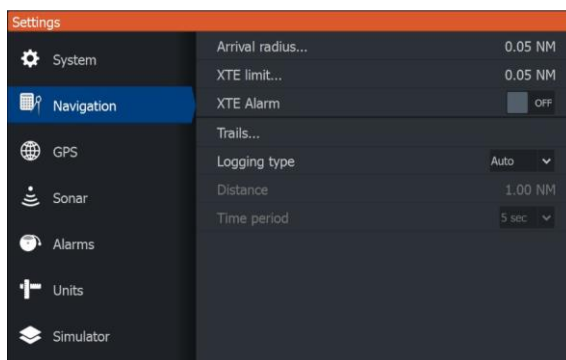 Settings
System
Navigation
GPS
Sonar
Alarms
Units
Simulator
Arrival radius... 0.05 NM
XTE limit... 0.05 NM
XTE Alarm OFF
Trails...
Logging type Auto
Distance 1.00 NM
Time period 5 sec